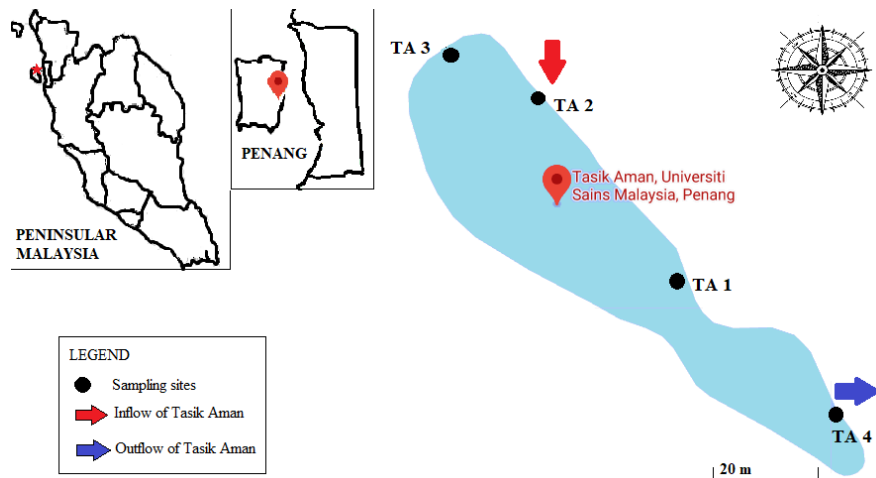 PENINSULAR
MALAYSIA
PENANG
TA 3
TA 2
Tasik Aman, Universiti
Sains Malaysia, Penang
TA 1
TA 4
20 m
LEGEND
Sampling sites
Inflow of Tasik Aman
Outflow of Tasik Aman